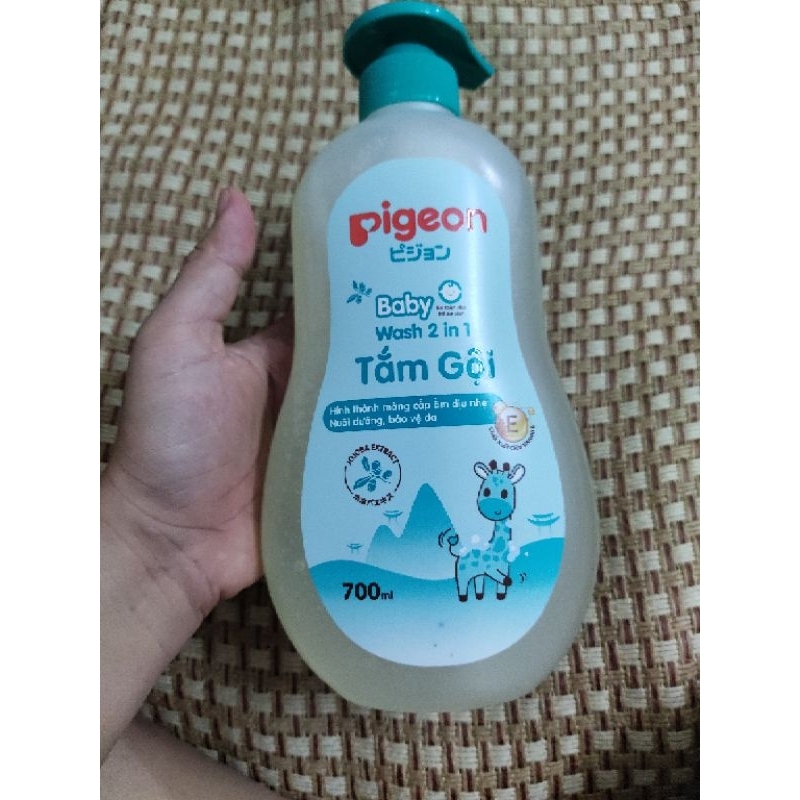 pigeon
ピジョン
Baby
Wash 2 in 1
Tắm Gội
Hình thành màng cấp ẩm dịu nhẹ
Nuôi dưỡng, bảo vệ da
E
JOJOBA EXTRACT
700ml